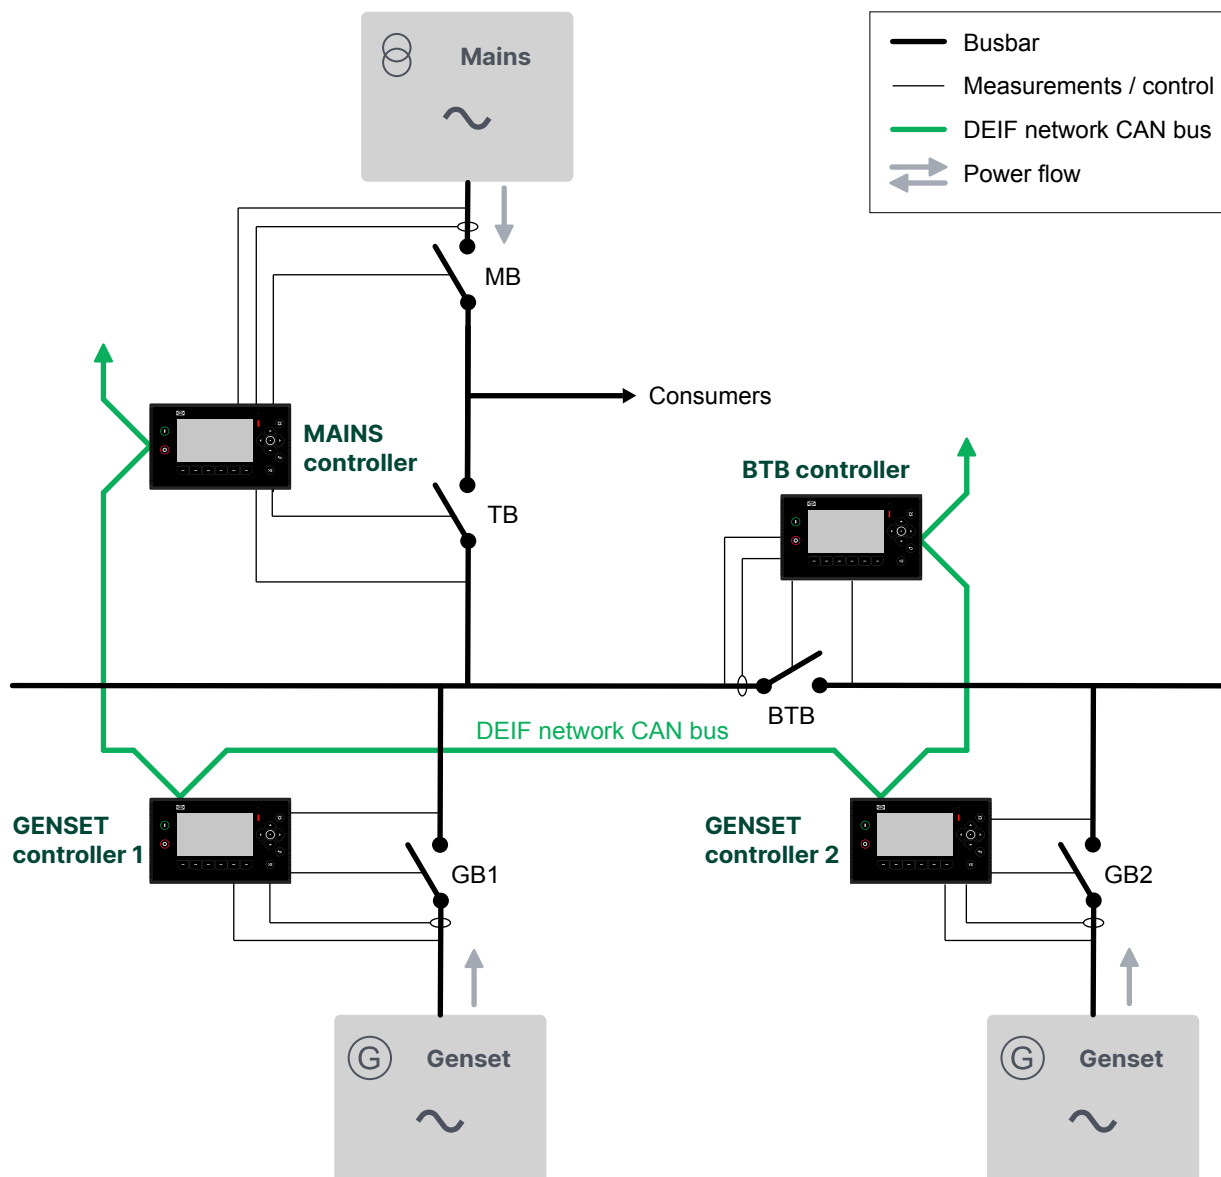 Mains
Busbar
Measurements / control
DEIF network CAN bus
Power flow
MB
Consumers
MAINS
controller
TB
BTB controller
BTB
DEIF network CAN bus
GENSET
controller 1
GB1
GENSET
controller 2
GB2
G
Genset
G
Genset